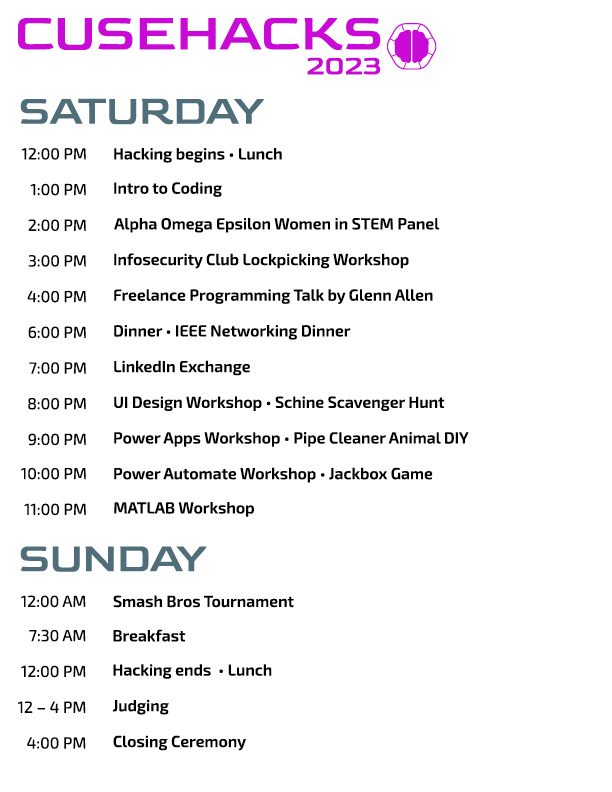 CUSEHACKS
2023
SATURDAY
12:00 PM Hacking begins • Lunch
1:00 PM Intro to Coding
2:00 PM Alpha Omega Epsilon Women in STEM Panel
3:00 PM Infosecurity Club Lockpicking Workshop
4:00 PM Freelance Programming Talk by Glenn Allen
6:00 PM Dinner • IEEE Networking Dinner
7:00 PM LinkedIn Exchange
8:00 PM UI Design Workshop • Schine Scavenger Hunt
9:00 PM Power Apps Workshop • Pipe Cleaner Animal DIY
10:00 PM Power Automate Workshop • Jackbox Game
11:00 PM MATLAB Workshop
SUNDAY
12:00 AM Smash Bros Tournament
7:30 AM Breakfast
12:00 PM Hacking ends • Lunch
12 – 4 PM Judging
4:00 PM Closing Ceremony